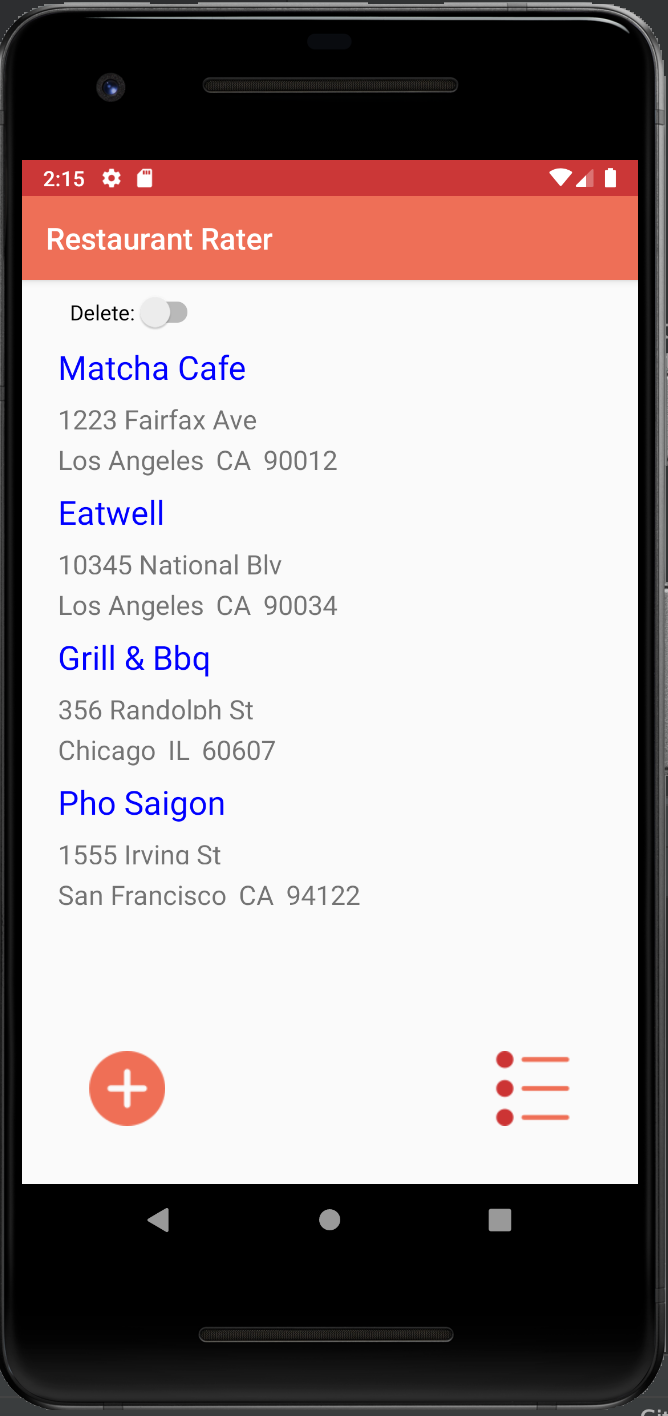 2:15
Restaurant Rater
Delete:
Matcha Cafe
1223 Fairfax Ave
Los Angeles CA 90012
Eatwell
10345 National Blv
Los Angeles CA 90034
Grill & Bbq
356 Randolph St
Chicago IL 60607
Pho Saigon
1555 Irving St
San Francisco CA 94122